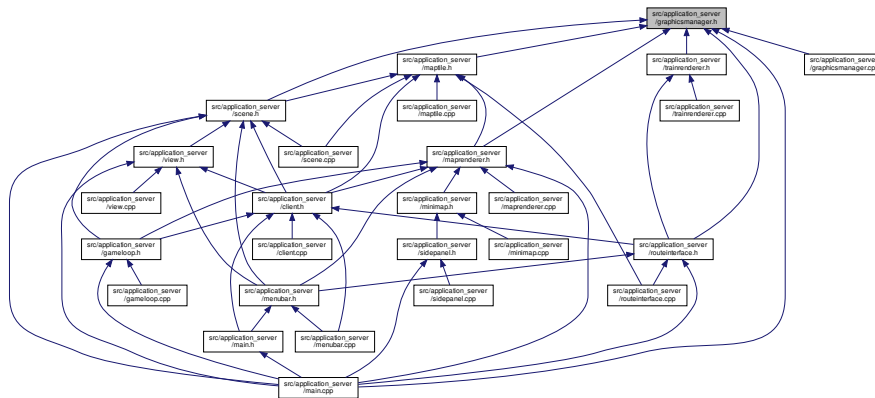 src/application_server
/graphicsmanager.h
src/application_server
/maptile.h
src/application_server
/trainrenderer.h
src/application_server
/graphicsmanager.cpp
src/application_server
/scene.h
src/application_server
/maptile.cpp
src/application_server
/trainrenderer.cpp
src/application_server
/view.h
src/application_server
/scene.cpp
src/application_server
/maprenderer.h
src/application_server
/view.cpp
src/application_server
/client.h
src/application_server
/minimap.h
src/application_server
/maprenderer.cpp
src/application_server
/gameloop.h
src/application_server
/client.cpp
src/application_server
/sidepanel.h
src/application_server
/minimap.cpp
src/application_server
/routeinterface.h
src/application_server
/gameloop.cpp
src/application_server
/menubar.h
src/application_server
/sidepanel.cpp
src/application_server
/routeinterface.cpp
src/application_server
/main.h
src/application_server
/menubar.cpp
src/application_server
/main.cpp